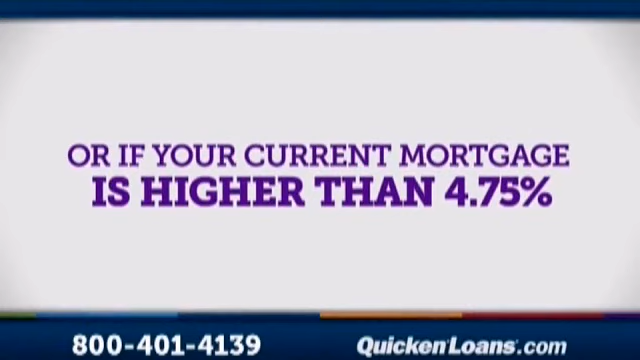 OR IF YOUR CURRENT MORTGAGE
IS HIGHER THAN 4.75%
800-401-4139 QuickenLoans.com